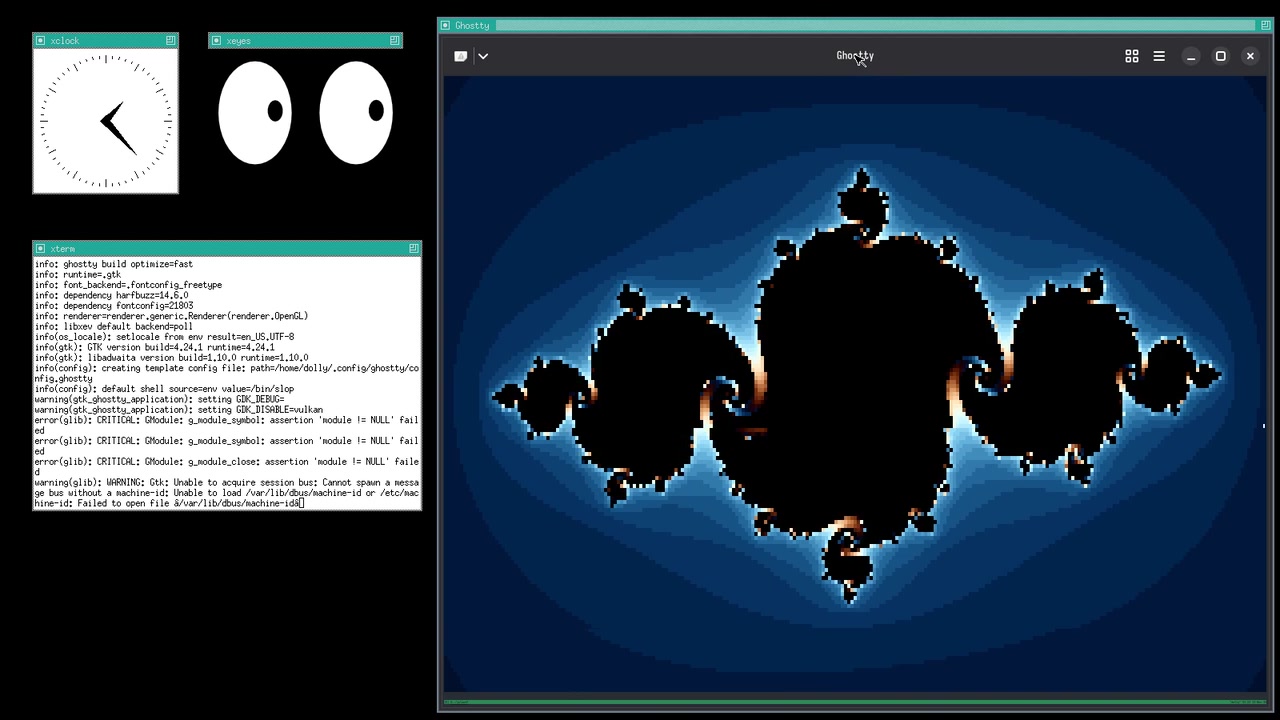 xclock
xeyes
Ghostty
Ghostty
xterm
info: ghostty build optimize=fast
info: runtime=.gtk
info: font_backend=.fontconfig_freetype
info: dependency harfbuzz=14.6.0
info: dependency fontconfig=21803
info: renderer=renderer.generic.Renderer(renderer.OpenGL)
info: libxev default backend=poll
info(os_locale): setlocale from env result=en_US.UTF-8
info(gtk): GTK version build=4.24.1 runtime=4.24.1
info(gtk): libadwaita version build=1.10.0 runtime=1.10.0
info(config): creating template config file: path=/home/dolly/.config/ghostty/co
nfig.ghostty
info(config): default shell source=env value=/bin/slop
warning(gtk_ghostty_application): setting GDK_DEBUG=
warning(gtk_ghostty_application): setting GDK_DISABLE=vulkan
error(glib): CRITICAL: GModule: g_module_symbol: assertion 'module != NULL' fail
ed
error(glib): CRITICAL: GModule: g_module_symbol: assertion 'module != NULL' fail
ed
error(glib): CRITICAL: GModule: g_module_close: assertion 'module != NULL' faile
d
warning(glib): WARNING: Gtk: Unable to acquire session bus: Cannot spawn a messa
ge bus without a machine-id: Unable to load /var/lib/dbus/machine-id or /etc/mac
hine-id: Failed to open file â/var/lib/dbus/machine-idâ